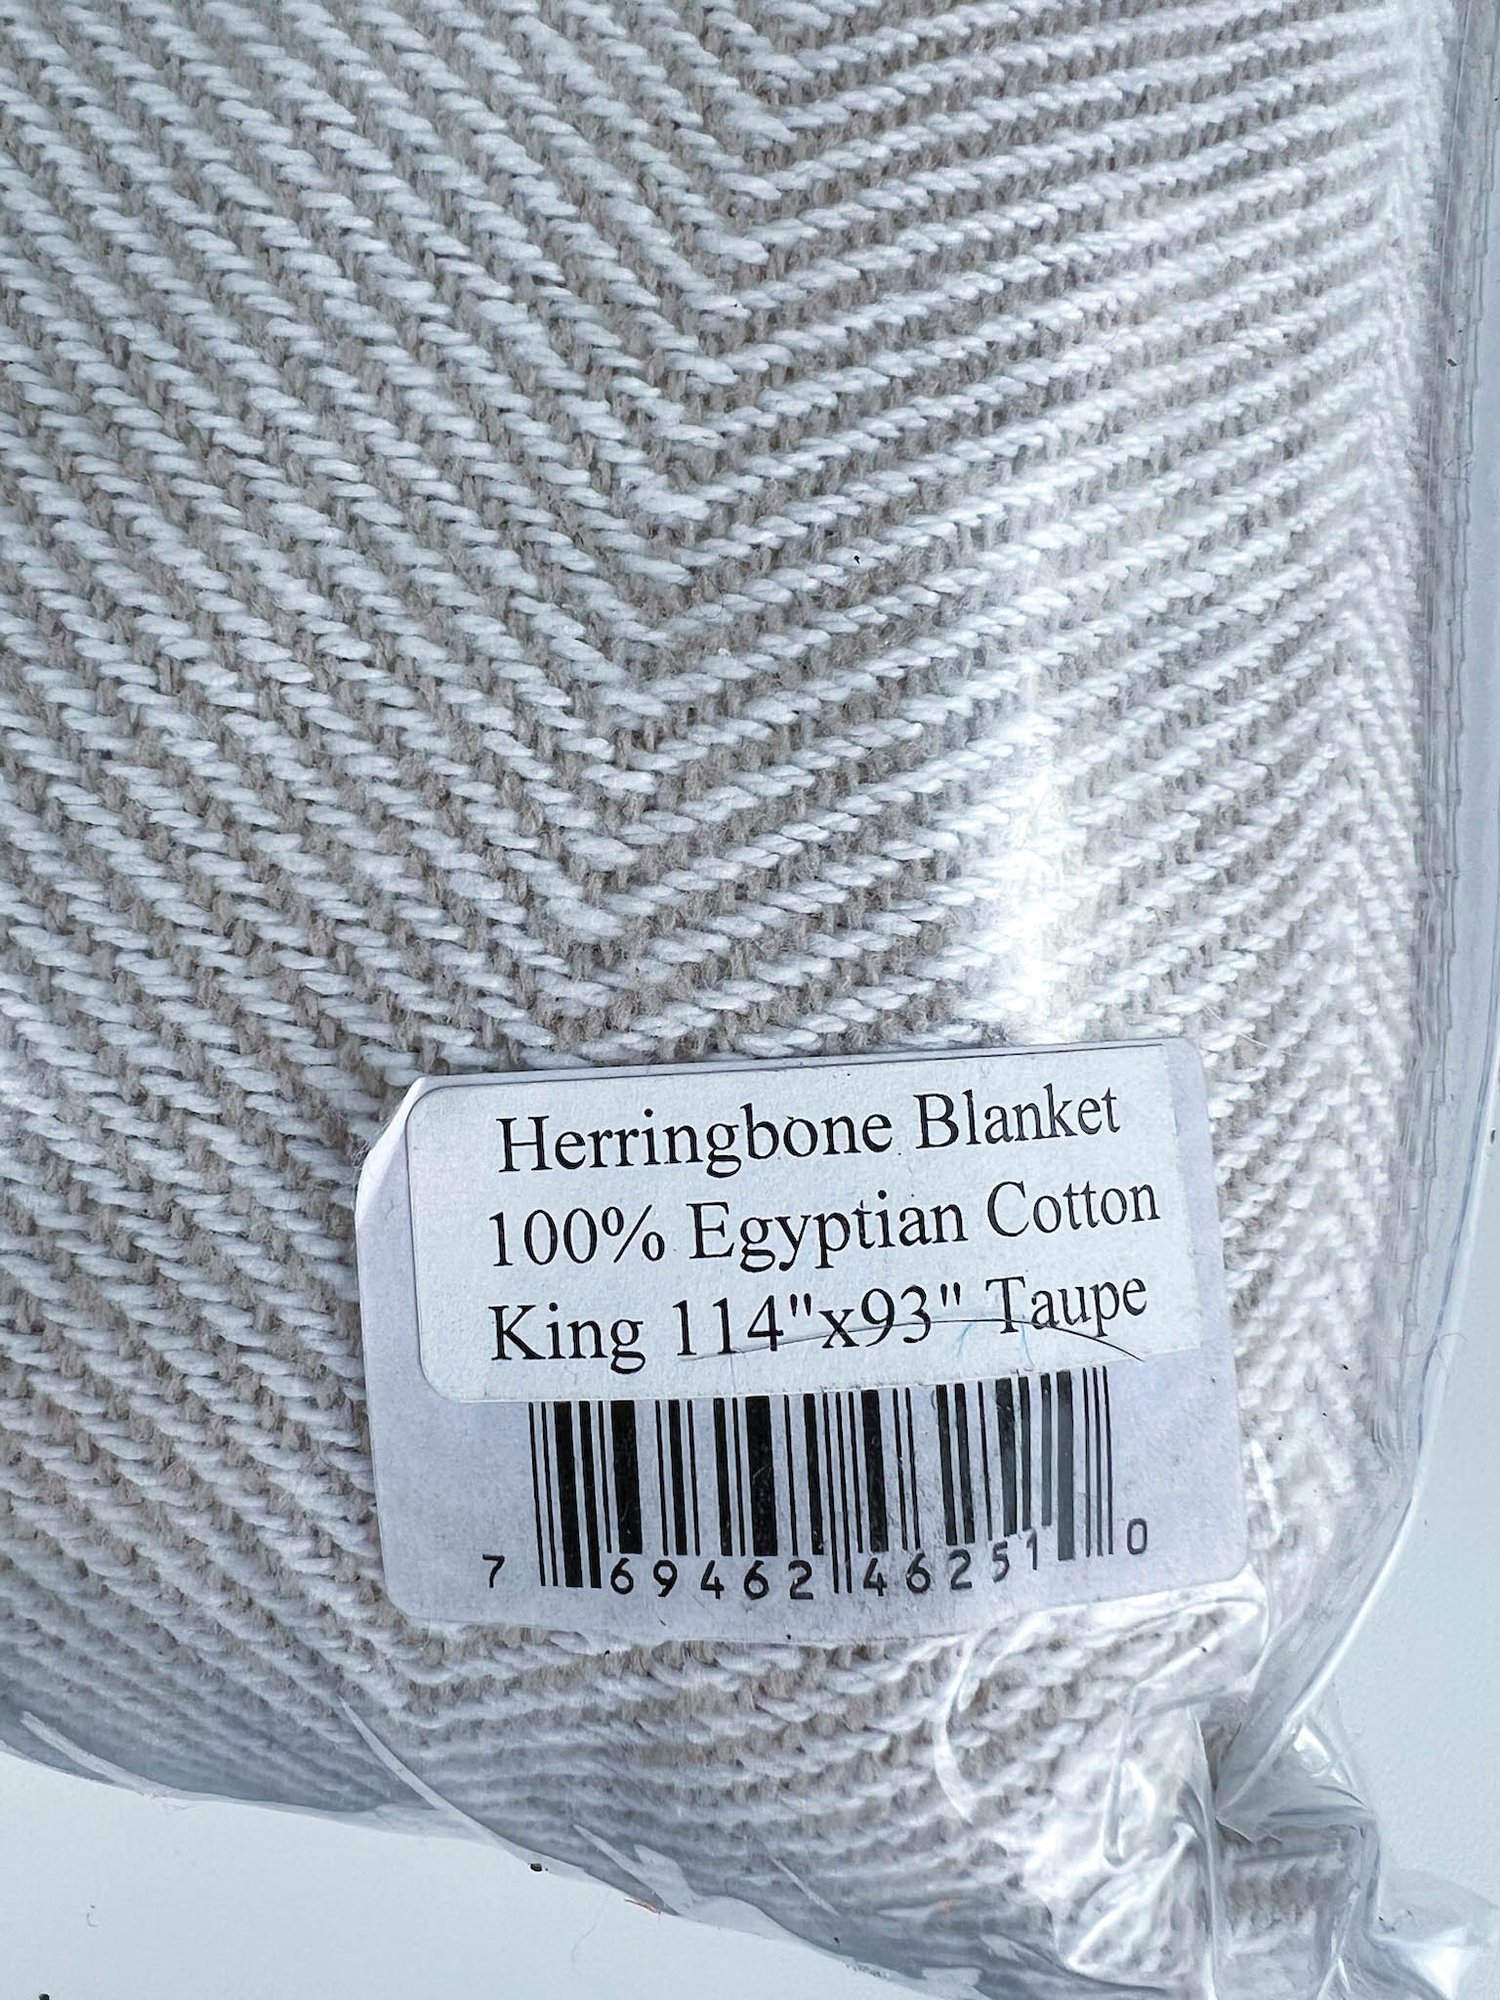 Herringbone Blanket
100% Egyptian Cotton
King 114"x93" Taupe
7 69462 46251 0